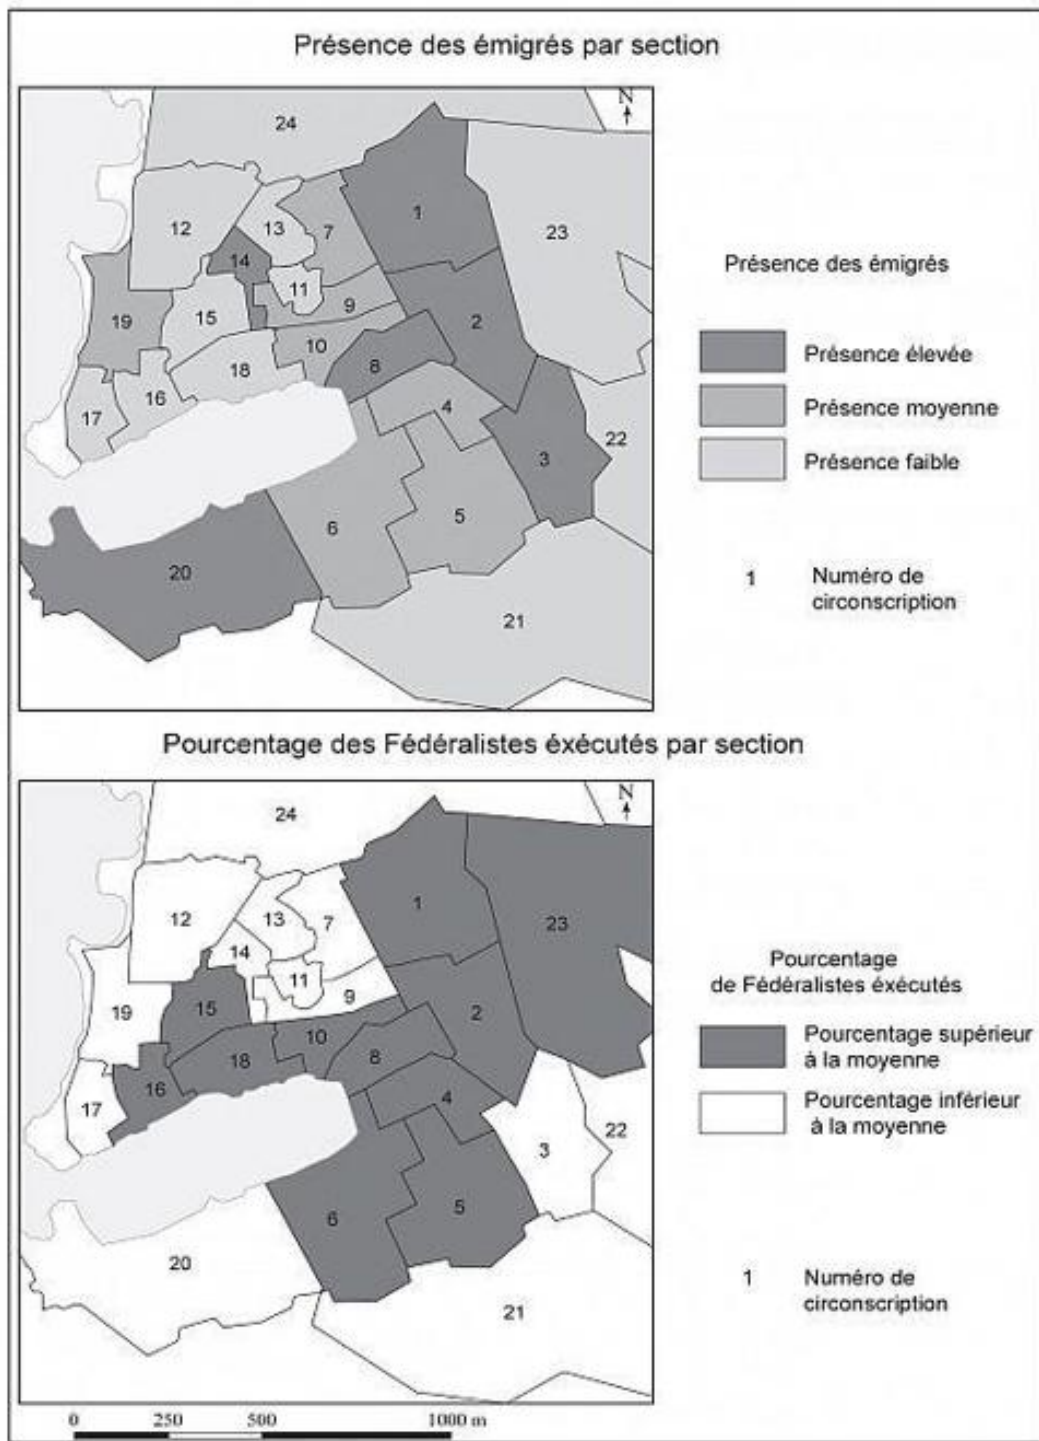 Présence des émigrés par section
N
24
1
12
13
7
23
14
11
9
19
15
2
10
18
8
16
4
17
22
3
5
6
20
21
Présence des émigrés
Présence élevée
Présence moyenne
Présence faible
1 Numéro de
circonscription
Pourcentage des Fédéralistes éxécutés par section
N
24
1
12
13
7
23
14
11
9
19
15
2
10
18
8
16
4
17
22
3
5
6
20
21
Pourcentage
de Fédéralistes éxécutés
Pourcentage supérieur
à la moyenne
Pourcentage inférieur
à la moyenne
1 Numéro de
circonscription
0 250 500 1000 m